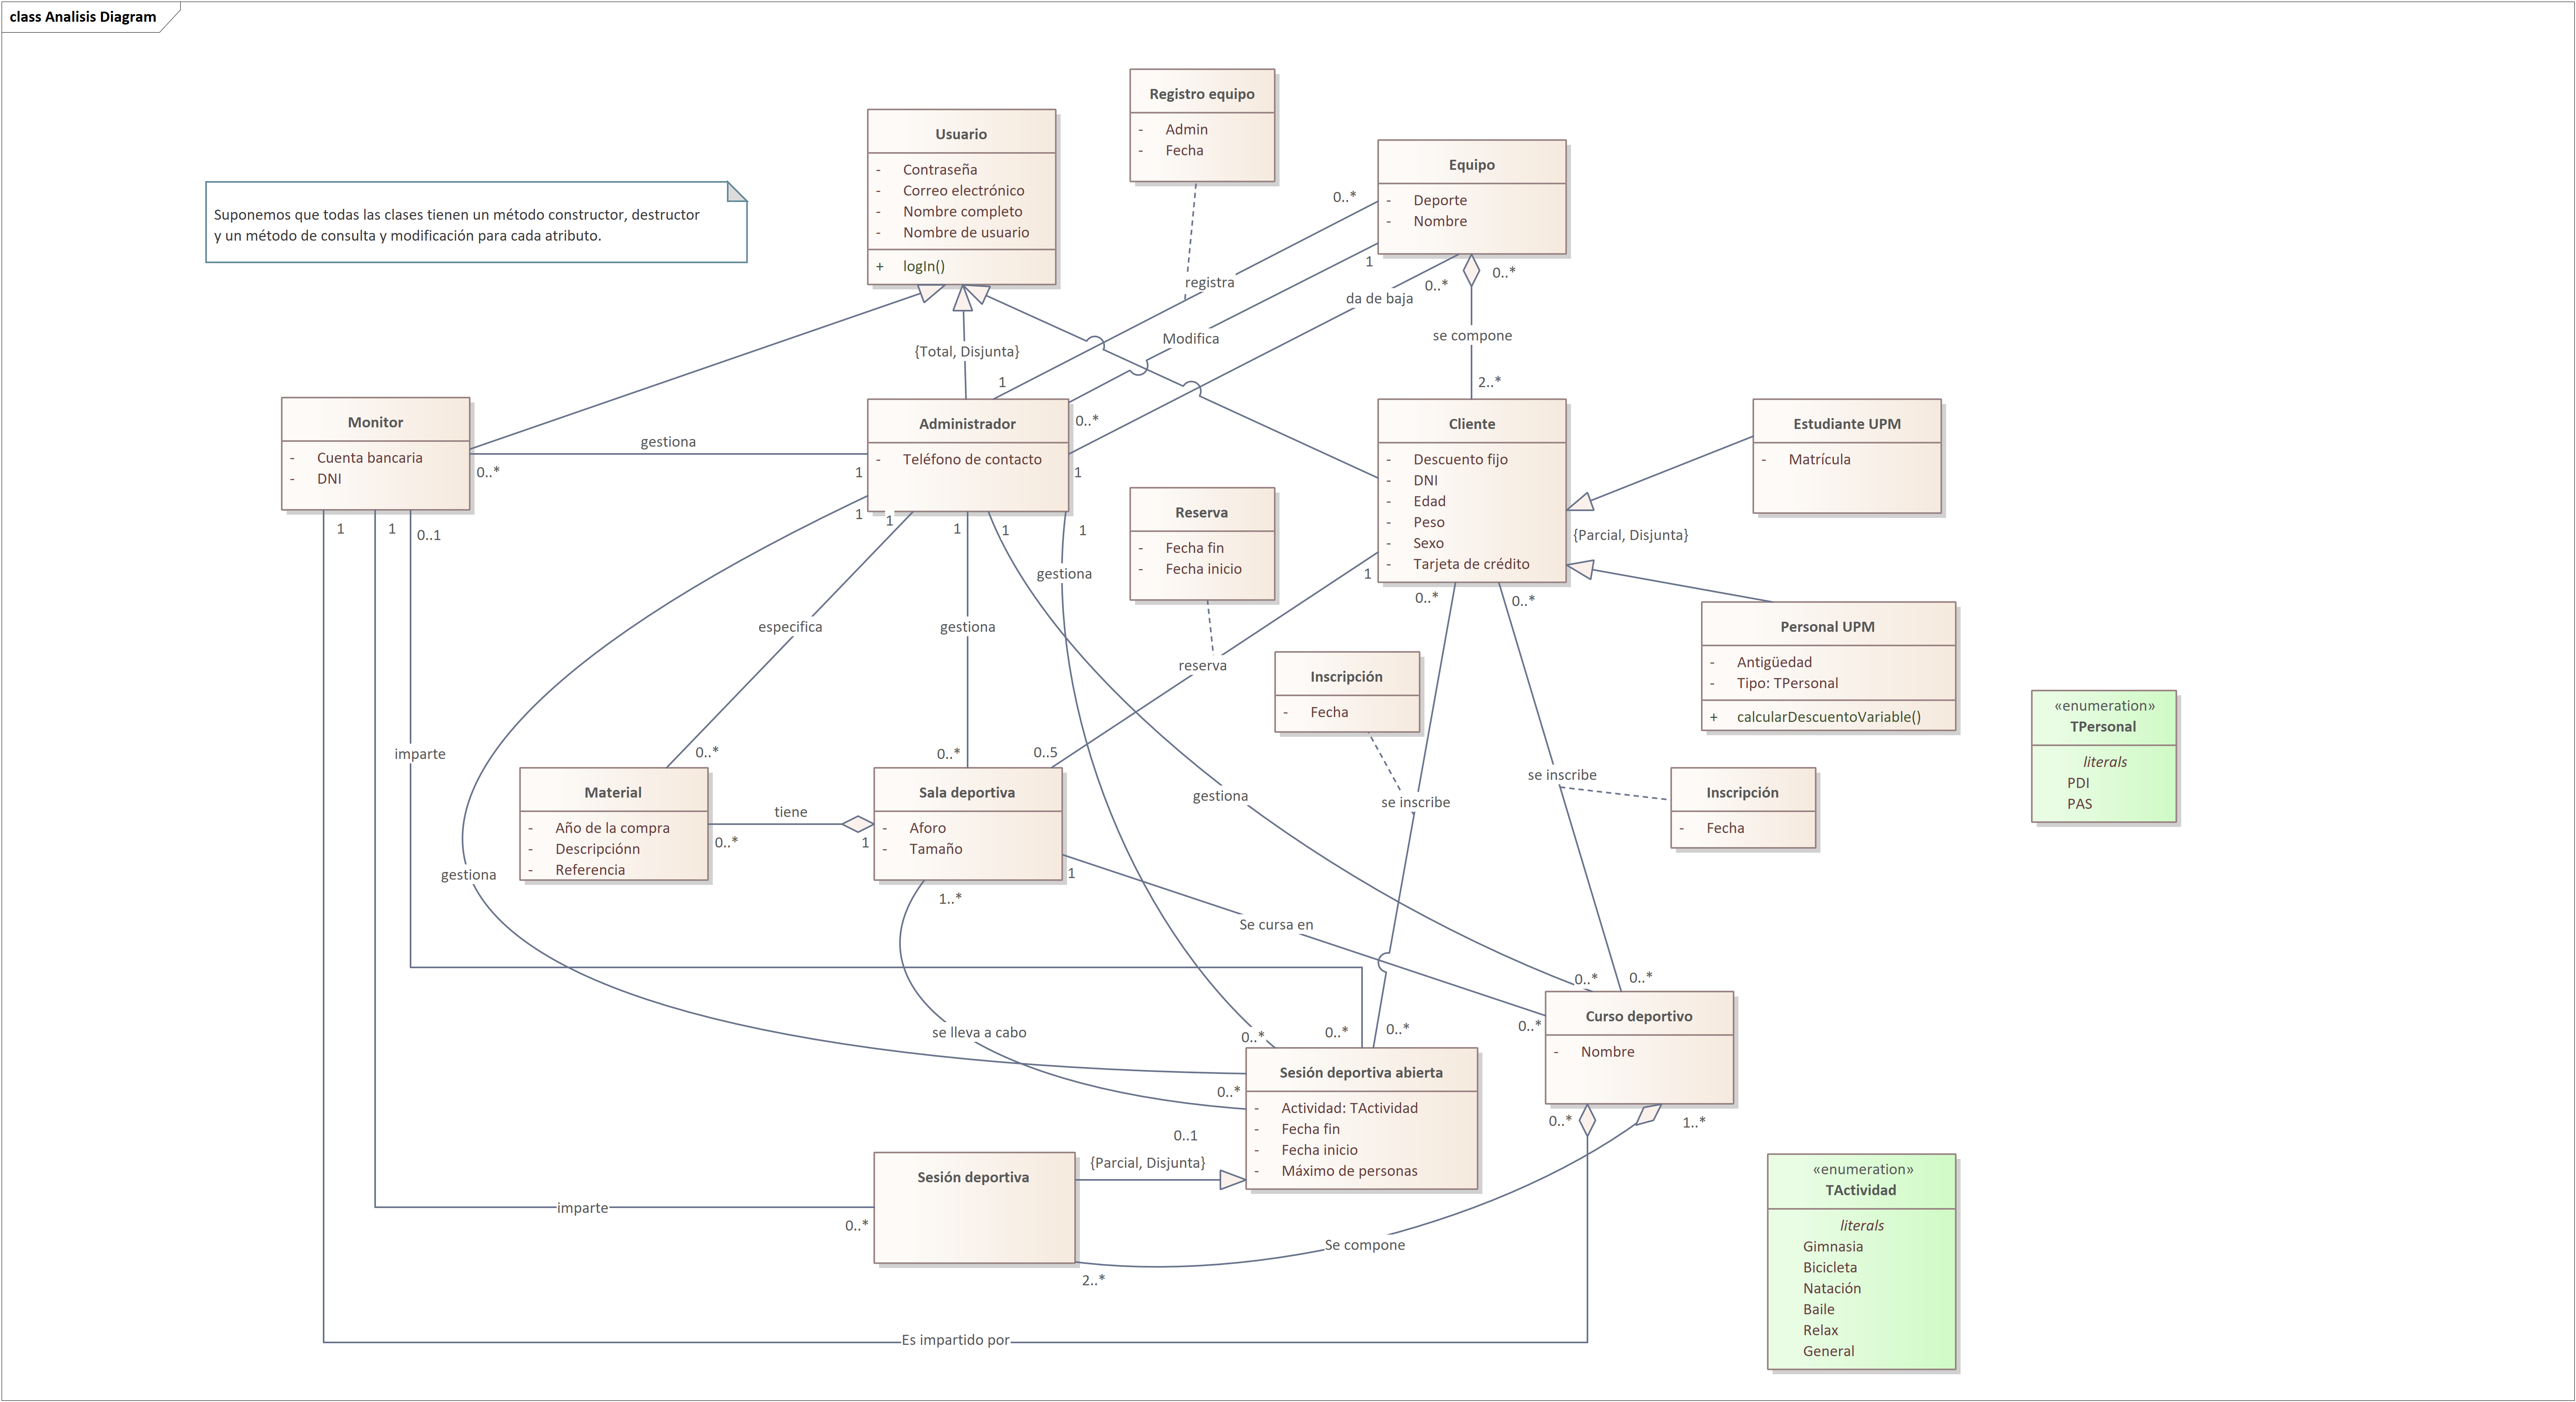 class Analisis Diagram
Registro equipo
- Admin
- Fecha
Usuario
- Contraseña
- Correo electrónico
- Nombre completo
- Nombre de usuario
+ logIn()
Equipo
- Deporte
- Nombre
Suponemos que todas las clases tienen un método constructor, destructor
y un método de consulta y modificación para cada atributo.
0..*
registra
1
1
Modifica
0..*
da de baja
0..*
1
0..*
se compone
2..*
{Total, Disjunta}
Monitor
- Cuenta bancaria
- DNI
gestiona
0..*
1
Administrador
- Teléfono de contacto
Cliente
- Descuento fijo
- DNI
- Edad
- Peso
- Sexo
- Tarjeta de crédito
Estudiante UPM
- Matrícula
{Parcial, Disjunta}
Personal UPM
- Antigüedad
- Tipo: TPersonal
+ calcularDescuentoVariable()
«enumeration»
TPersonal
literals
PDI
PAS
Reserva
- Fecha fin
- Fecha inicio
1
1
0..1
1
1
1
1
1
gestiona
especifica
gestiona
1
reserva
0..5
0..*
0..*
Inscripción
- Fecha
0..*
0..*
se inscribe
se inscribe
Inscripción
- Fecha
imparte
Material
- Año de la compra
- Descripciónn
- Referencia
tiene
0..*
1
Sala deportiva
- Aforo
- Tamaño
gestiona
gestiona
1
1..*
Se cursa en
0..*
0..*
0..*
Curso deportivo
- Nombre
se lleva a cabo
0..*
0..*
0..*
0..*
Sesión deportiva abierta
- Actividad: TActividad
- Fecha fin
- Fecha inicio
- Máximo de personas
0..1
{Parcial, Disjunta}
0..*
1..*
Sesión deportiva
imparte
0..*
Se compone
2..*
Es impartido por
«enumeration»
TActividad
literals
Gimnasia
Bicicleta
Natación
Baile
Relax
General